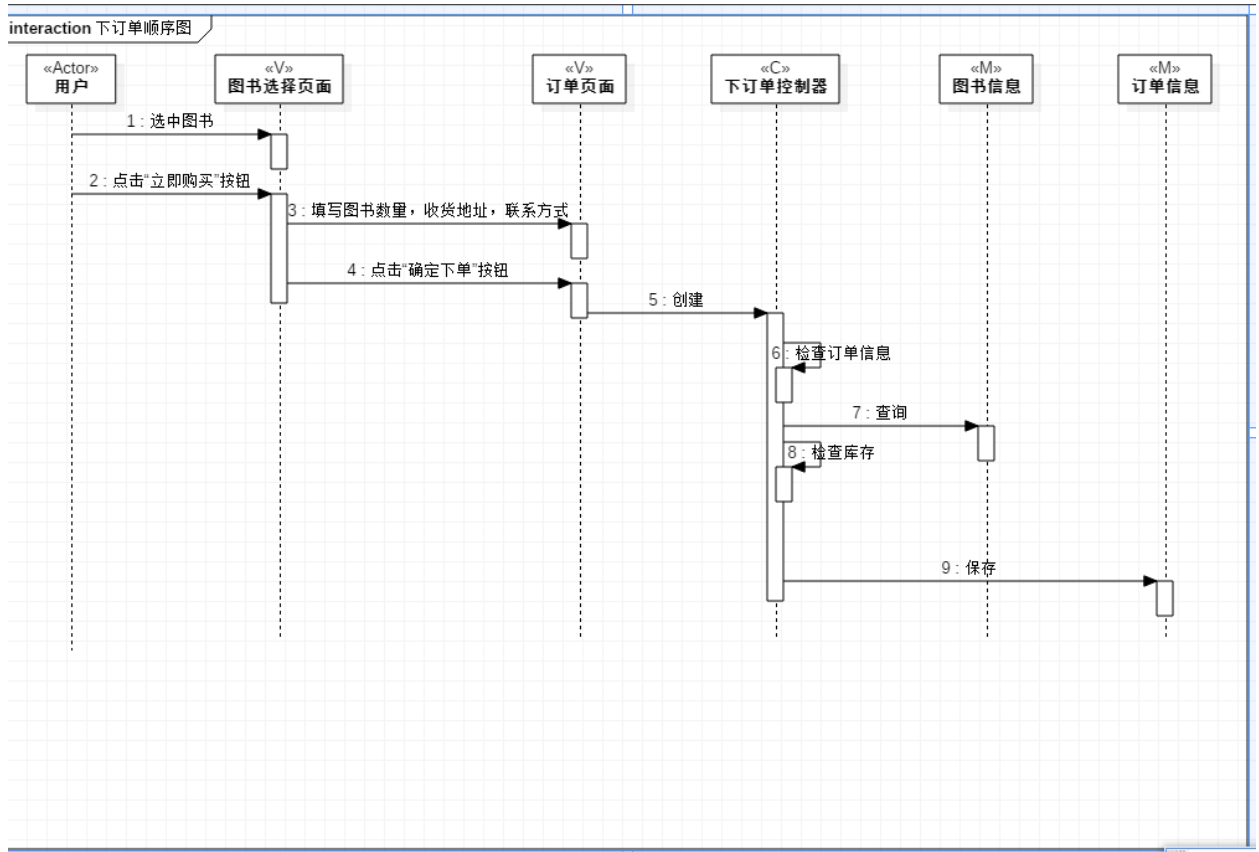 interaction 下订单顺序图
«Actor»
用户
«V»
图书选择页面
«V»
订单页面
«C»
下订单控制器
«M»
图书信息
«M»
订单信息
1 : 选中图书
2 : 点击“立即购买”按钮
3 : 填写图书数量，收货地址，联系方式
4 : 点击“确定下单”按钮
5 : 创建
6 : 检查订单信息
7 : 查询
8 : 检查库存
9 : 保存